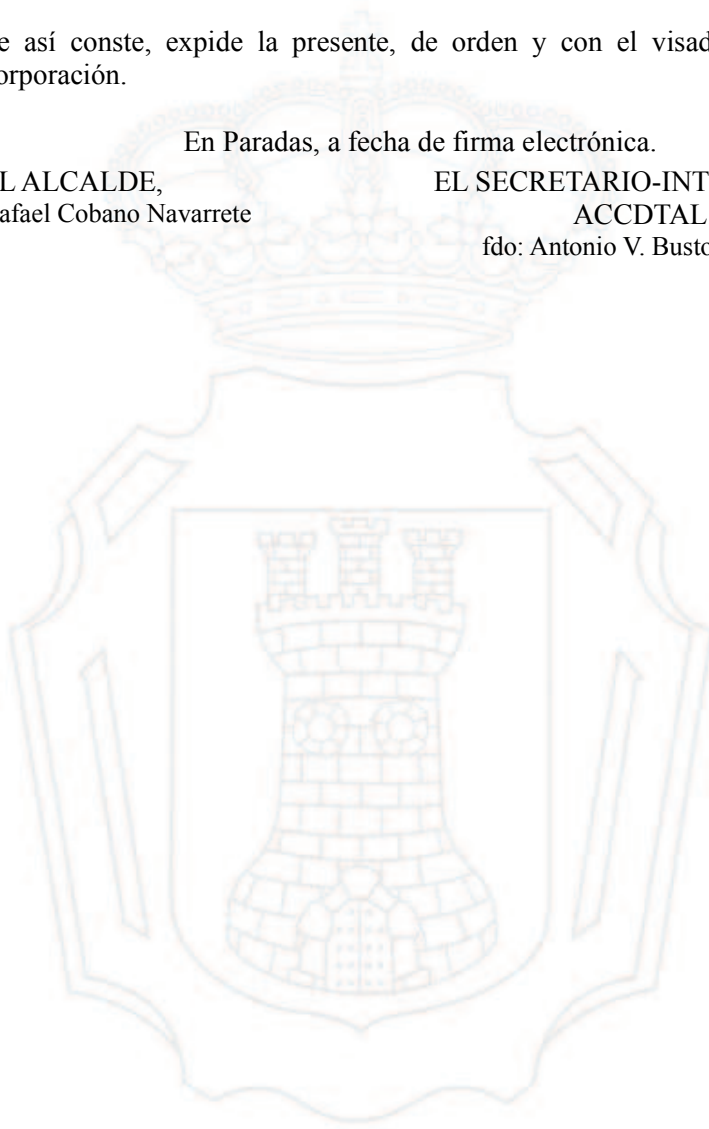 e así conste, expide la presente, de orden y con el visad
orporación.
En Paradas, a fecha de firma electrónica.
L ALCALDE,
EL SECRETARIO-INT
afael Cobano Navarrete
ACCDTAL
fdo: Antonio V. Busto